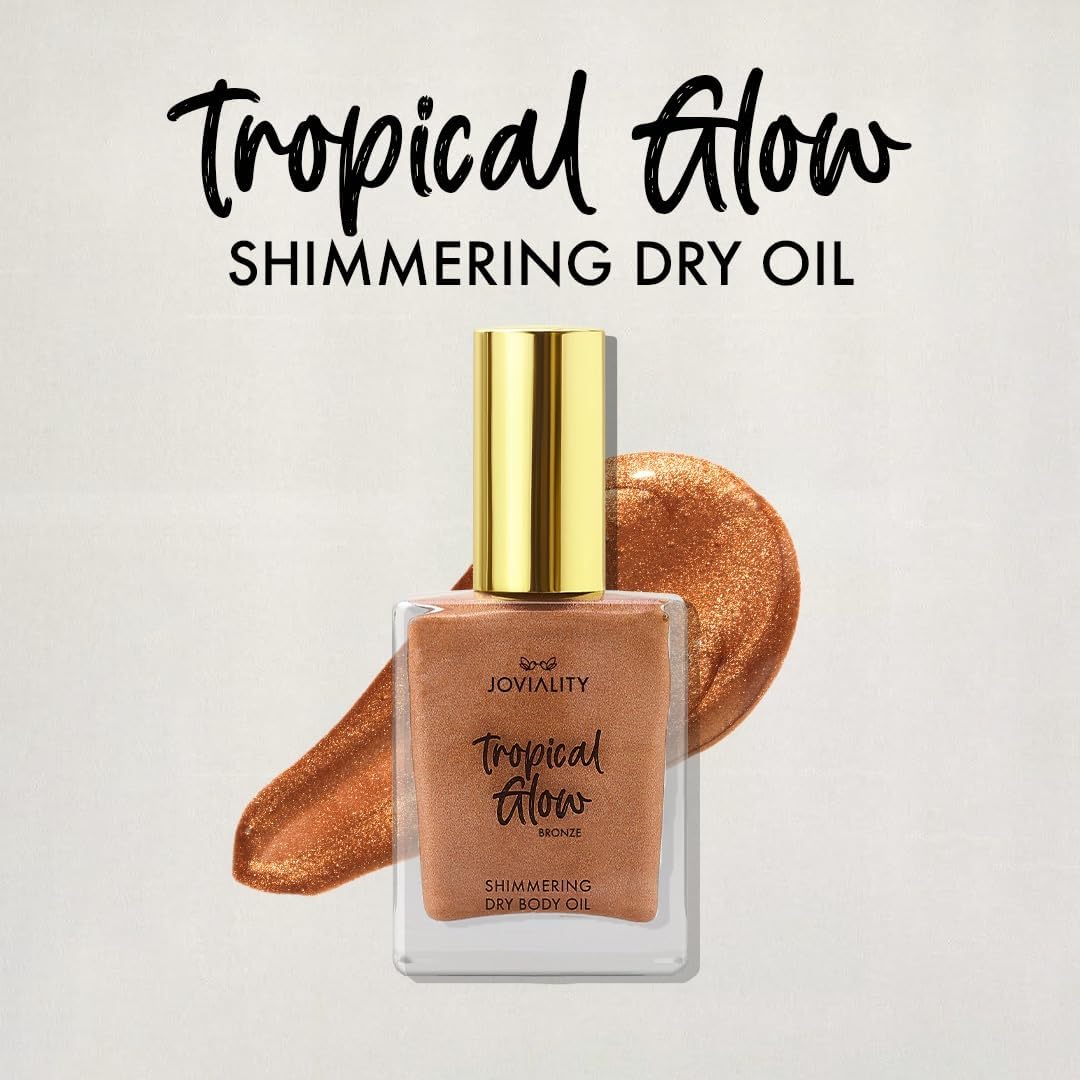 Tropical Glow
SHIMMERING DRY OIL
JOVIALITY
Tropical
Glow
BRONZE
SHIMMERING
DRY BODY OIL